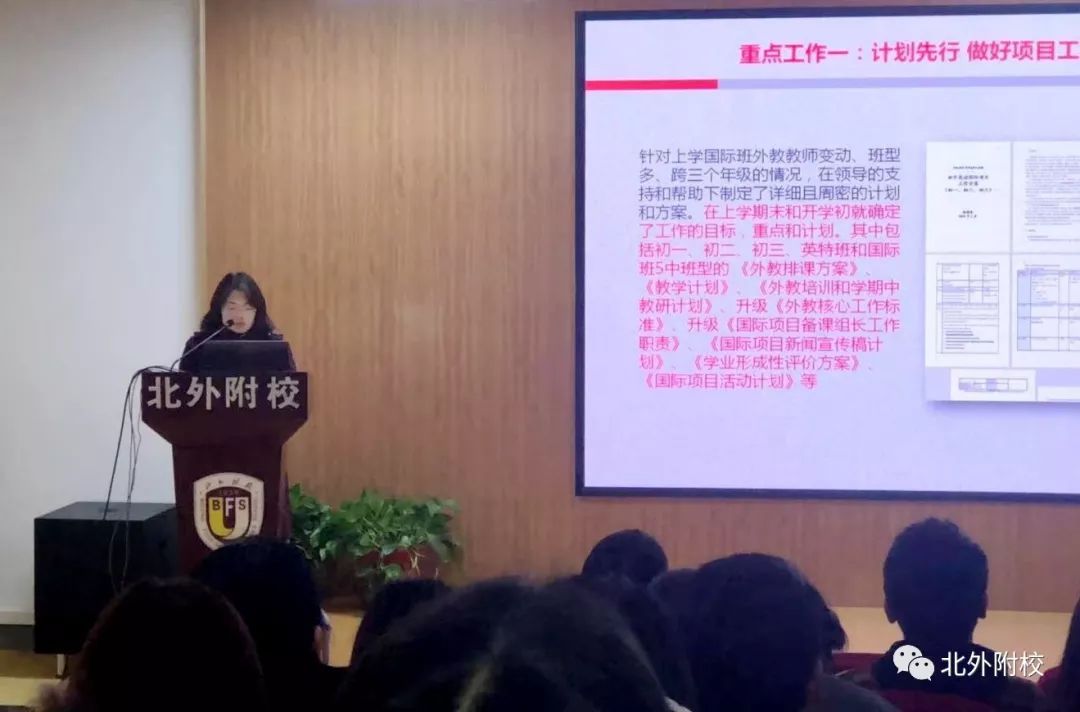 重点工作一：计划先行 做好项目工
针对上学国际班外教教师变动、班型
多、跨三个年级的情况，在领导的支
持和帮助下制定了详细且周密的计划
和方案。在上学期末和开学初就确定
了工作的目标，重点和计划。其中包
括初一、初二、初三、英特班和国际
班5中班型的 《外教排课方案》、
《教学计划》、《外教培训和学期中
教研计划》、升级《外教核心工作标
准》、升级《国际项目备课组长工作
职责》、《国际项目新闻宣传稿计
划》、《学业形成性评价方案》、
《国际项目活动计划》等
北外附校
BFS
北外附校